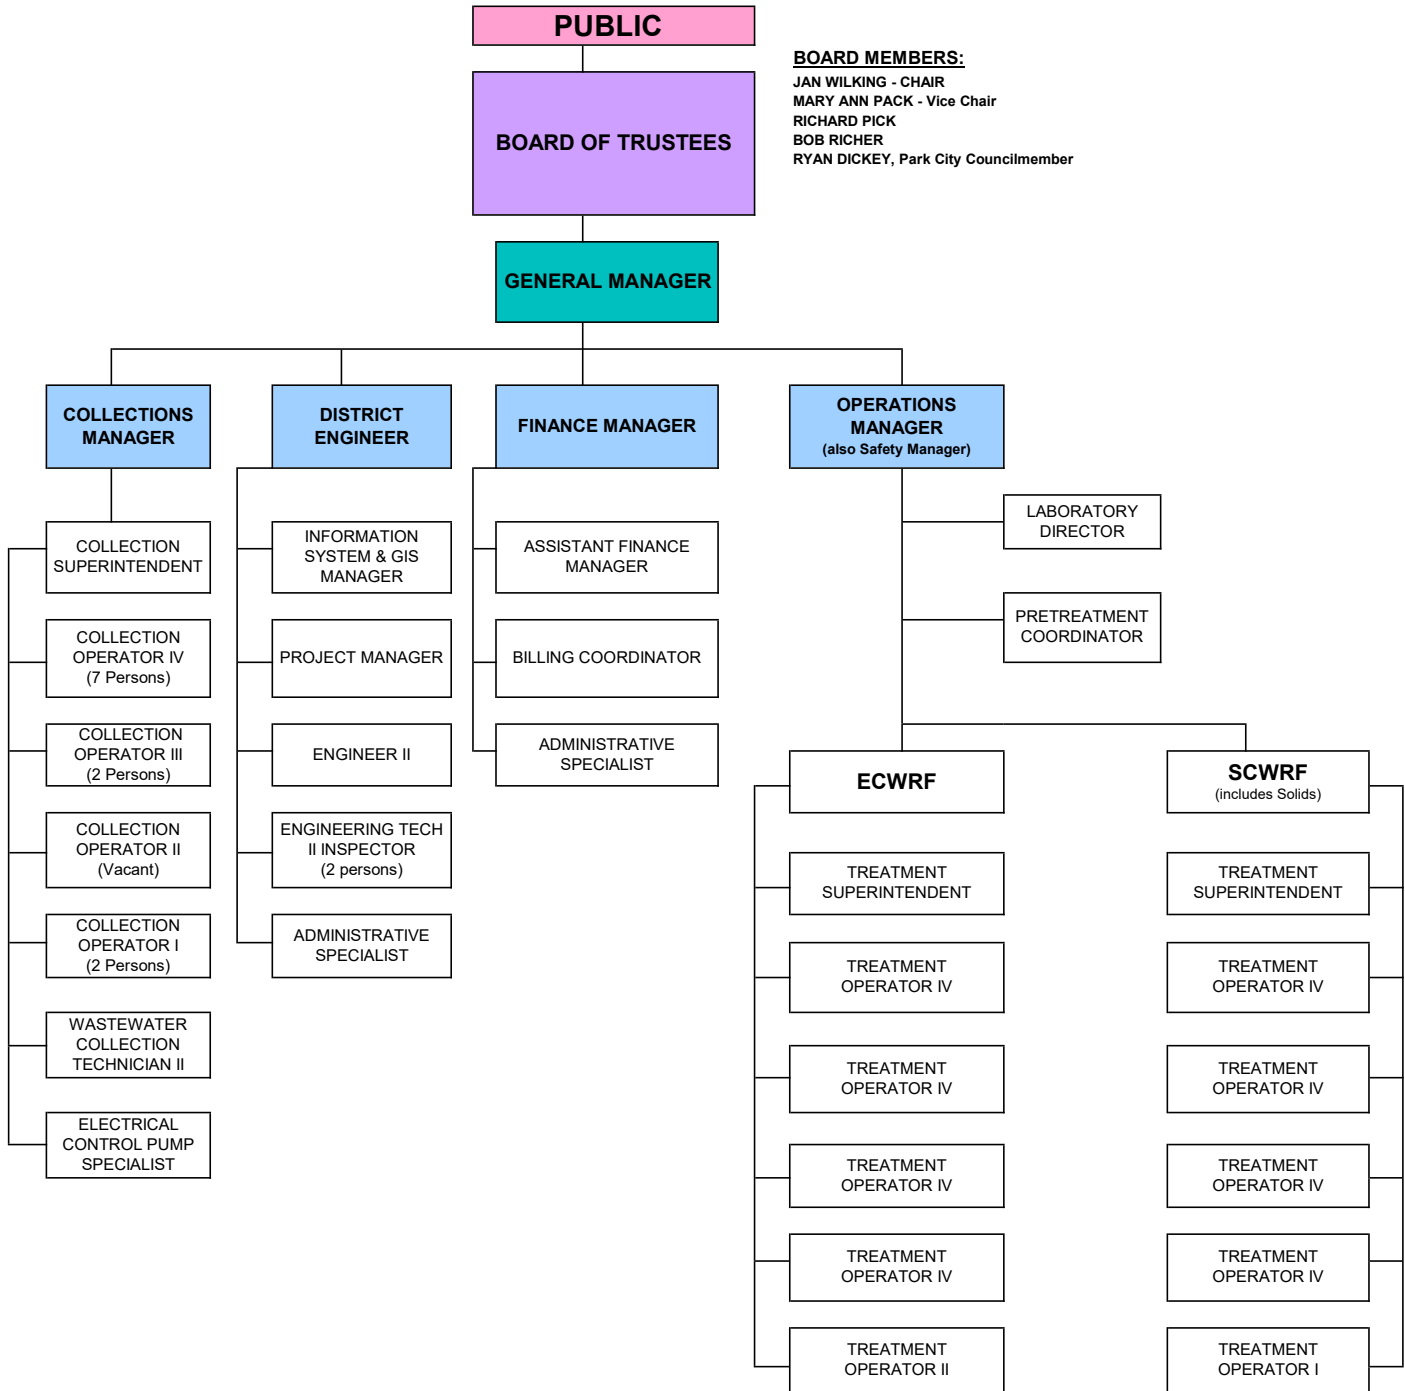 PUBLIC
BOARD MEMBERS:
JAN WILKING - CHAIR
MARY ANN PACK - Vice Chair
RICHARD PICK
BOB RICHER
RYAN DICKEY, Park City Councilmember
BOARD OF TRUSTEES
GENERAL MANAGER
COLLECTIONS
MANAGER
DISTRICT
ENGINEER
FINANCE MANAGER
OPERATIONS
MANAGER
(also Safety Manager)
COLLECTION
SUPERINTENDENT
COLLECTION
OPERATOR IV
(7 Persons)
COLLECTION
OPERATOR III
(2 Persons)
COLLECTION
OPERATOR II
(Vacant)
COLLECTION
OPERATOR I
(2 Persons)
WASTEWATER
COLLECTION
TECHNICIAN II
ELECTRICAL
CONTROL PUMP
SPECIALIST
INFORMATION
SYSTEM & GIS
MANAGER
PROJECT MANAGER
ENGINEER II
ENGINEERING TECH
II INSPECTOR
(2 persons)
ADMINISTRATIVE
SPECIALIST
ASSISTANT FINANCE
MANAGER
BILLING COORDINATOR
ADMINISTRATIVE
SPECIALIST
LABORATORY
DIRECTOR
PRETREATMENT
COORDINATOR
ECWRF
TREATMENT
SUPERINTENDENT
TREATMENT
OPERATOR IV
TREATMENT
OPERATOR IV
TREATMENT
OPERATOR IV
TREATMENT
OPERATOR IV
TREATMENT
OPERATOR II
SCWRF
(includes Solids)
TREATMENT
SUPERINTENDENT
TREATMENT
OPERATOR IV
TREATMENT
OPERATOR IV
TREATMENT
OPERATOR IV
TREATMENT
OPERATOR IV
TREATMENT
OPERATOR I